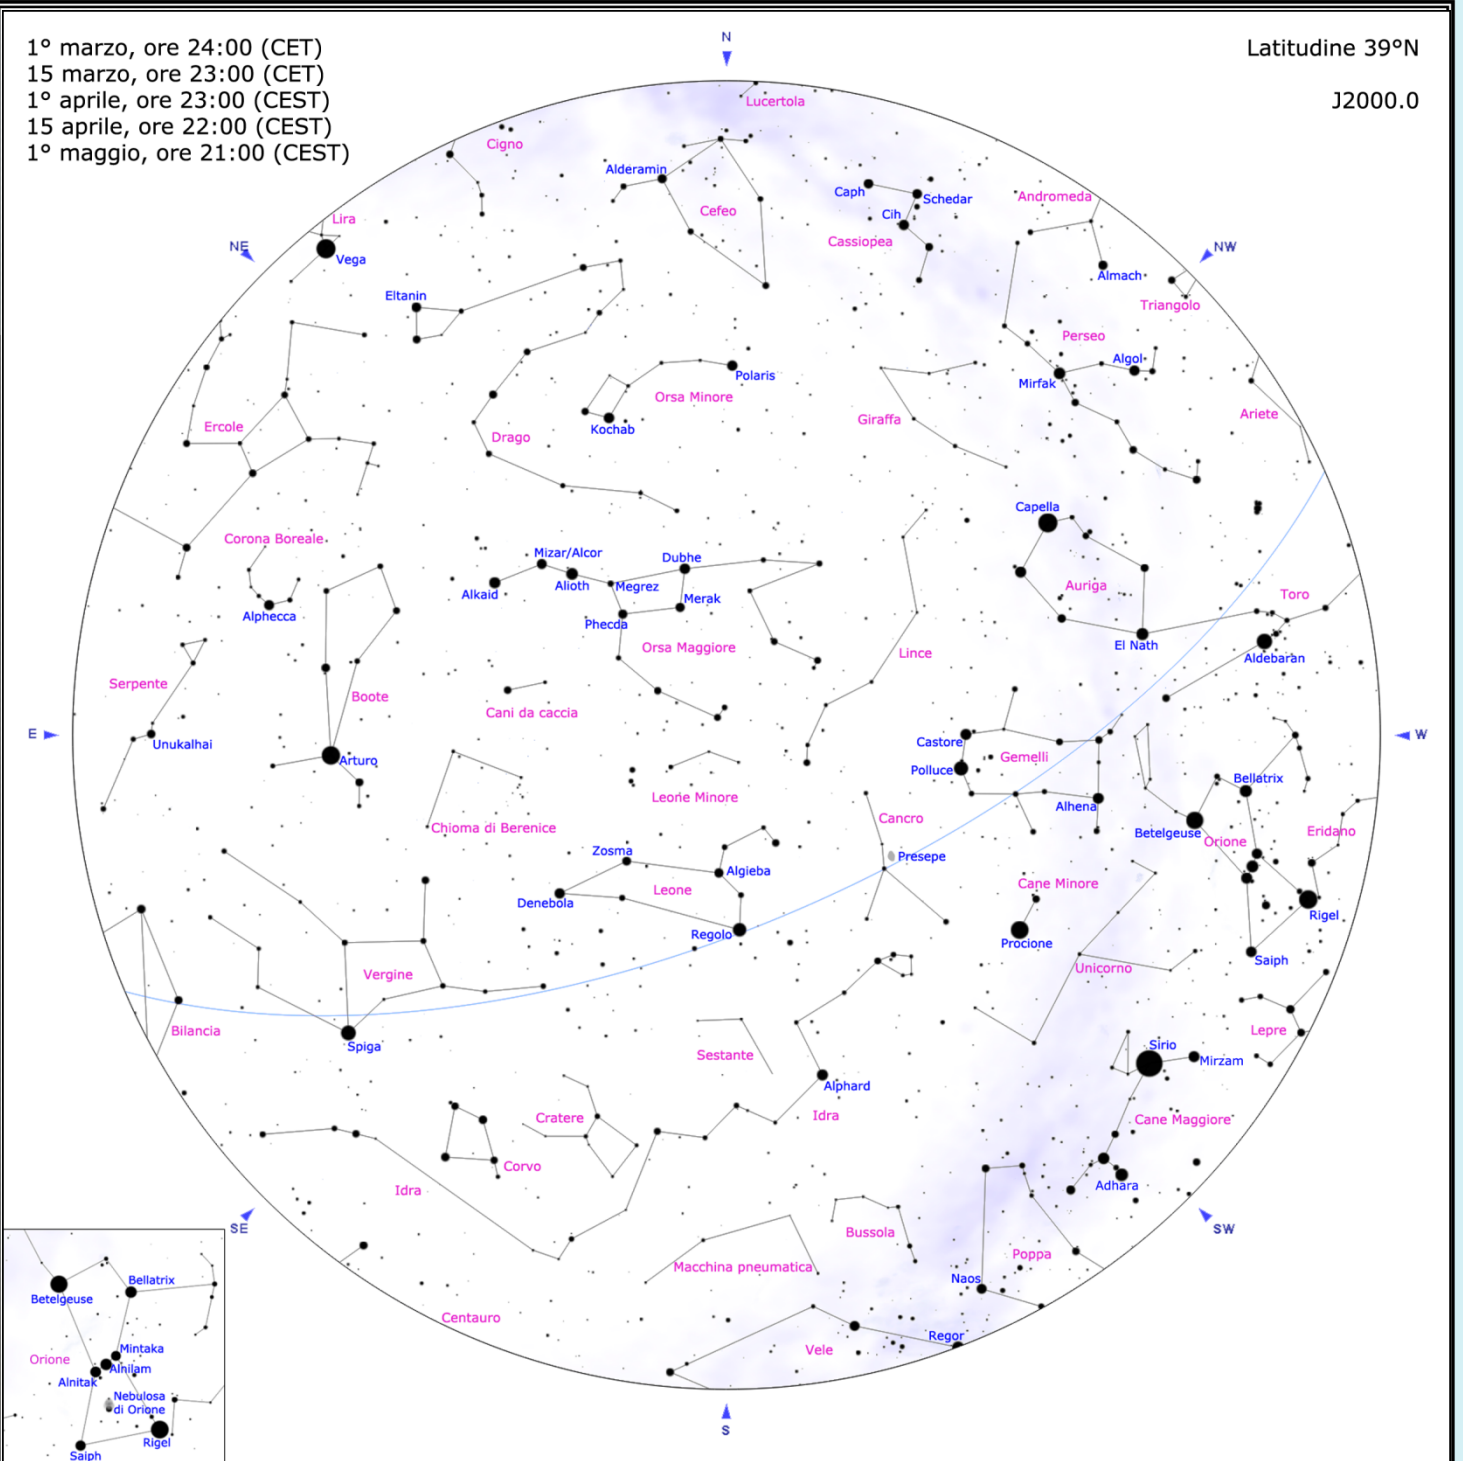 1° marzo, ore 24:00 (CET)
15 marzo, ore 23:00 (CET)
1° aprile, ore 23:00 (CEST)
15 aprile, ore 22:00 (CEST)
1° maggio, ore 21:00 (CEST)
Latitudine 39°N
J2000.0
N
Lucertola
Cigno
Alderamin
Caph
Schedar
Andromeda
Cefeo
Cih
Lira
Cassiopea
NE
NW
Vega
Almach
Eltanin
Triangolo
Perseo
Algol
Polaris
Mirfak
Orsa Minore
Ariete
Giraffa
Ercole
Kochab
Drago
Capella
Corona Boreale
Mizar/Alcor
Dubhe
Alioth
Megrez
Auriga
Alkaid
Toro
Merak
Alphecca
Phecda
El Nath
Orsa Maggiore
Lince
Aldebaran
Serpente
Boote
Cani da caccia
E
W
Unukalhai
Castore
Arturo
Gemelli
Polluce
Bellatrix
Leone Minore
Alhena
Cancro
Chioma di Berenice
Betelgeuse
Eridano
Orione
Zosma
Presepe
Algieba
Cane Minore
Leone
Denebola
Rigel
Regolo
Procione
Saiph
Unicorno
Vergine
Bilancia
Lepre
Spiga
Sirio
Sestante
Mirzam
Alphard
Cratere
Idra
Cane Maggiore
Corvo
Adhara
Idra
SE
SW
Bussola
Poppa
Macchina pneumatica
Naos
Centauro
Regor
Vele
S
Bellatrix
Betelgeuse
Mintaka
Orione
Alnilam
Alnitak
Nebulosa
di Orione
Rigel
Saiph